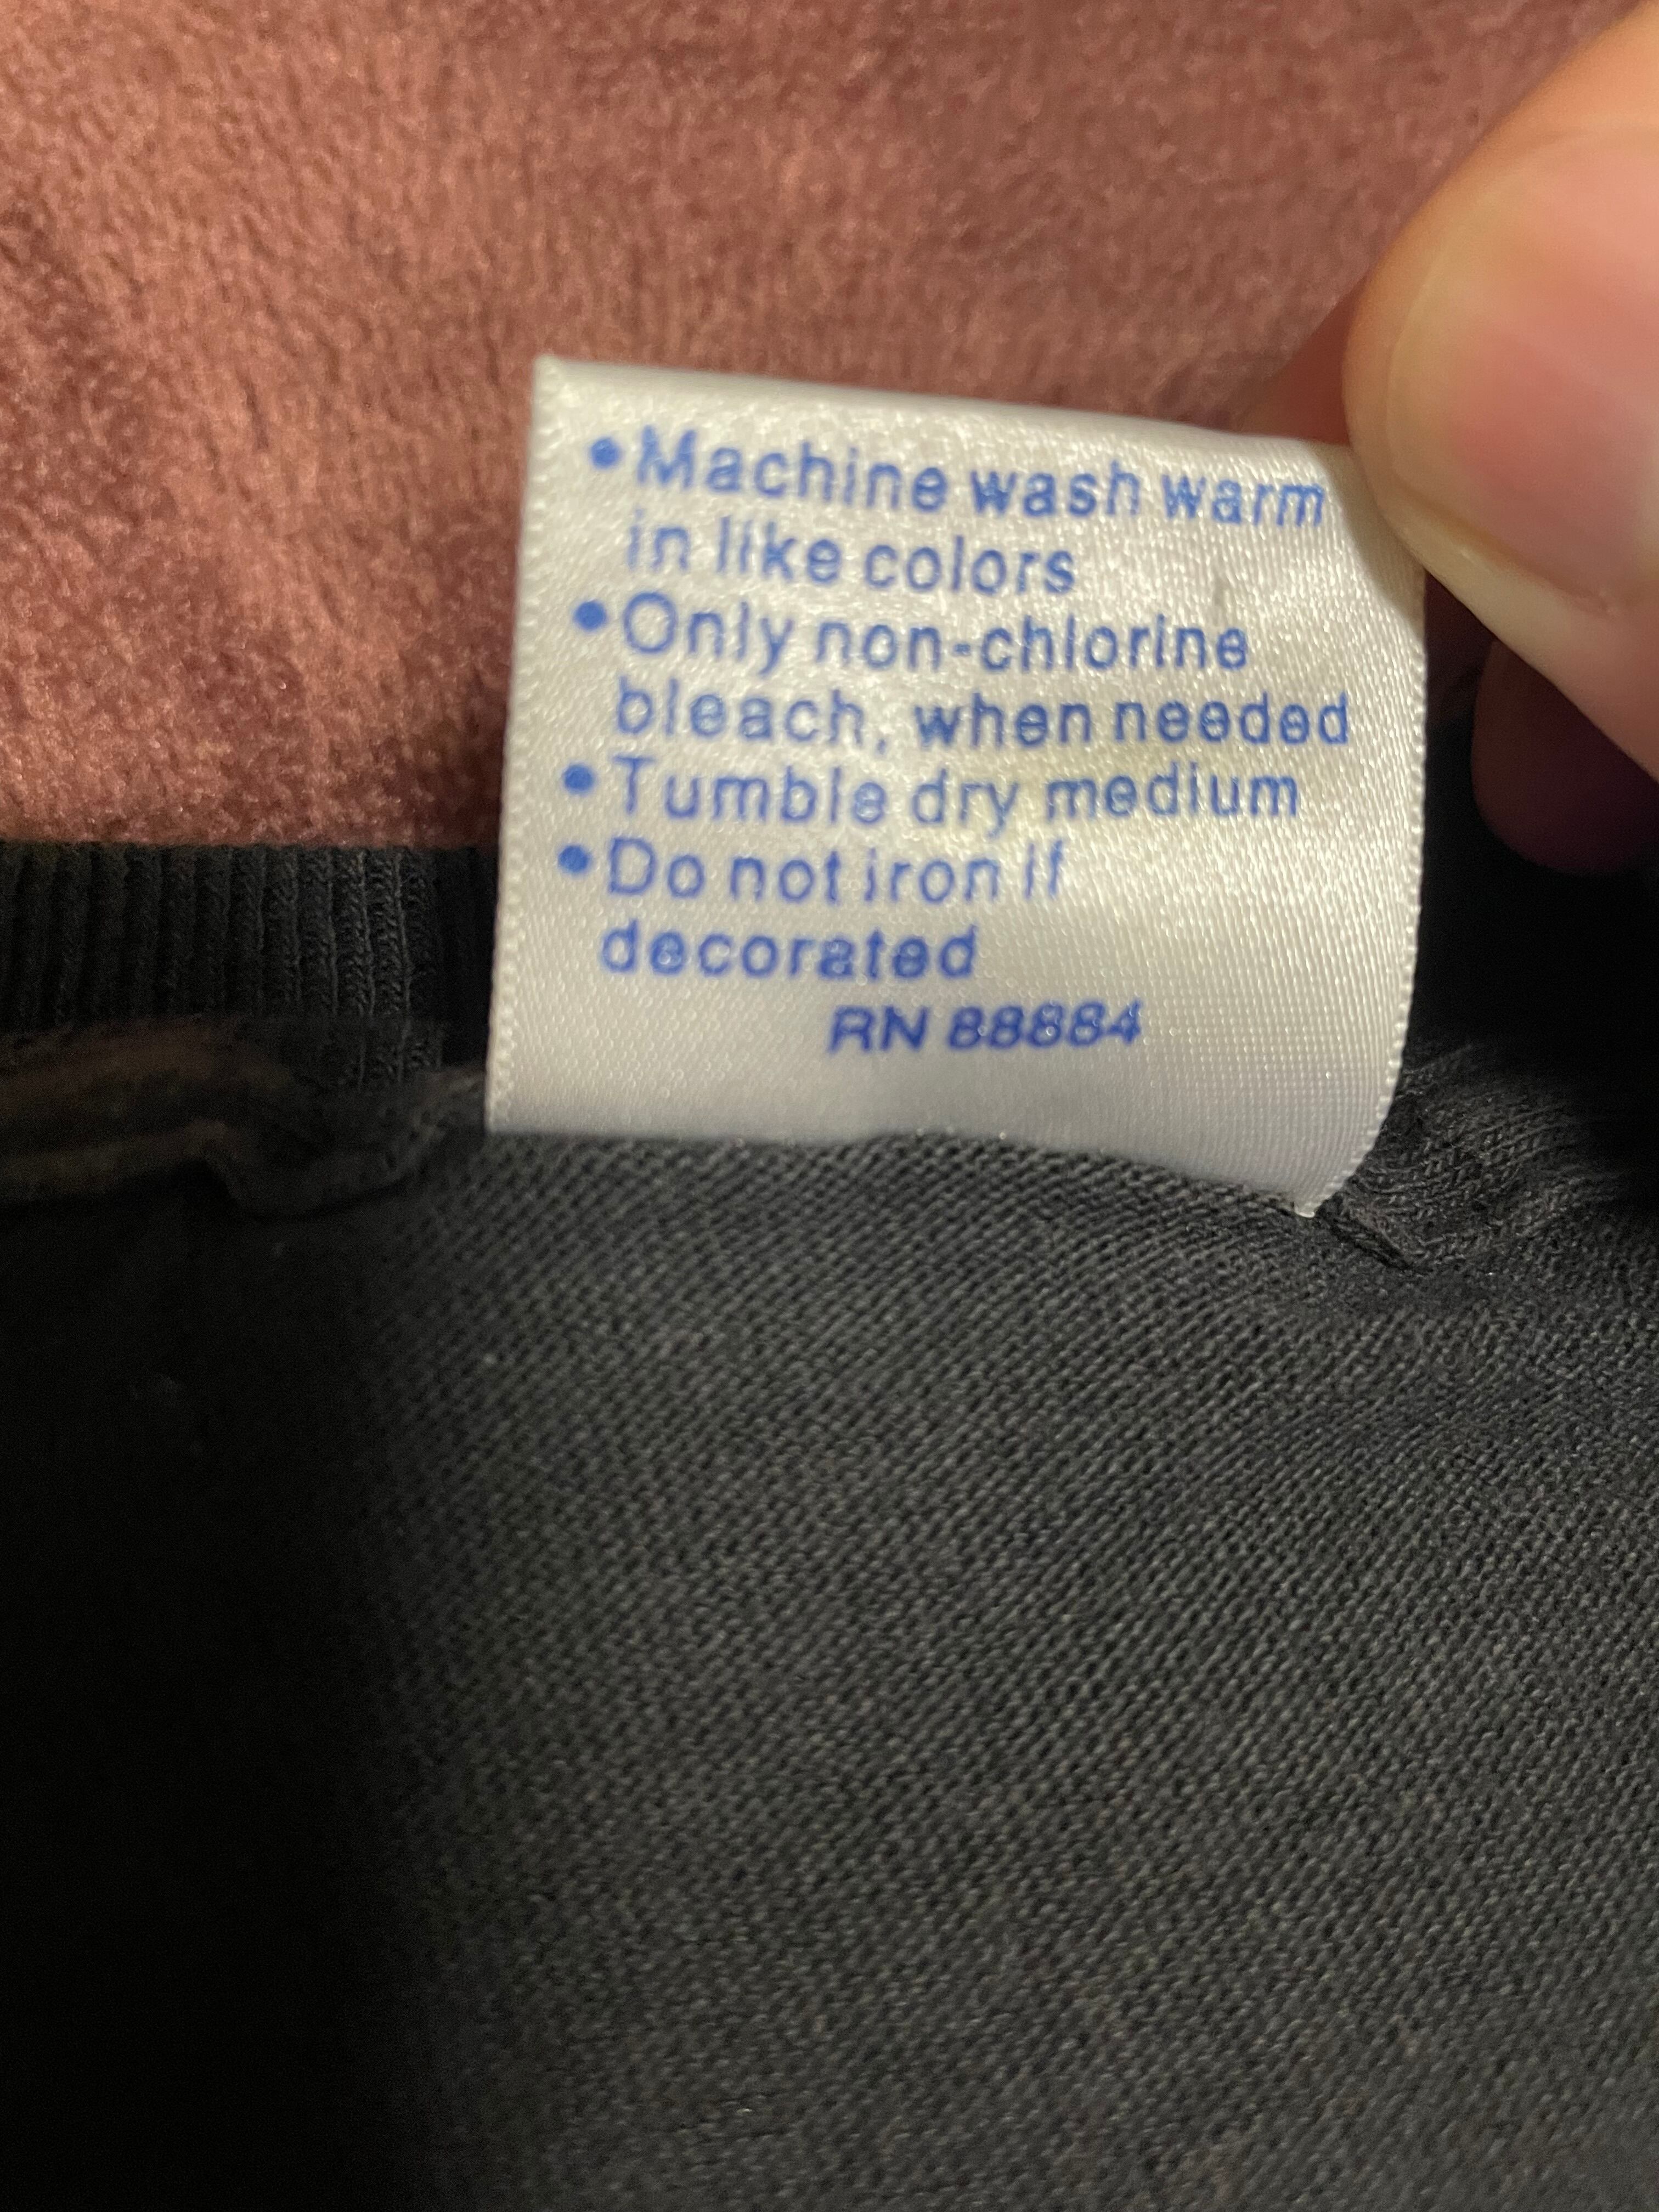 •Machine wash warm
in like colors
•Only non-chlorine
bleach, when needed
•Tumble dry medium
•Do not iron if
decorated
RN 88884